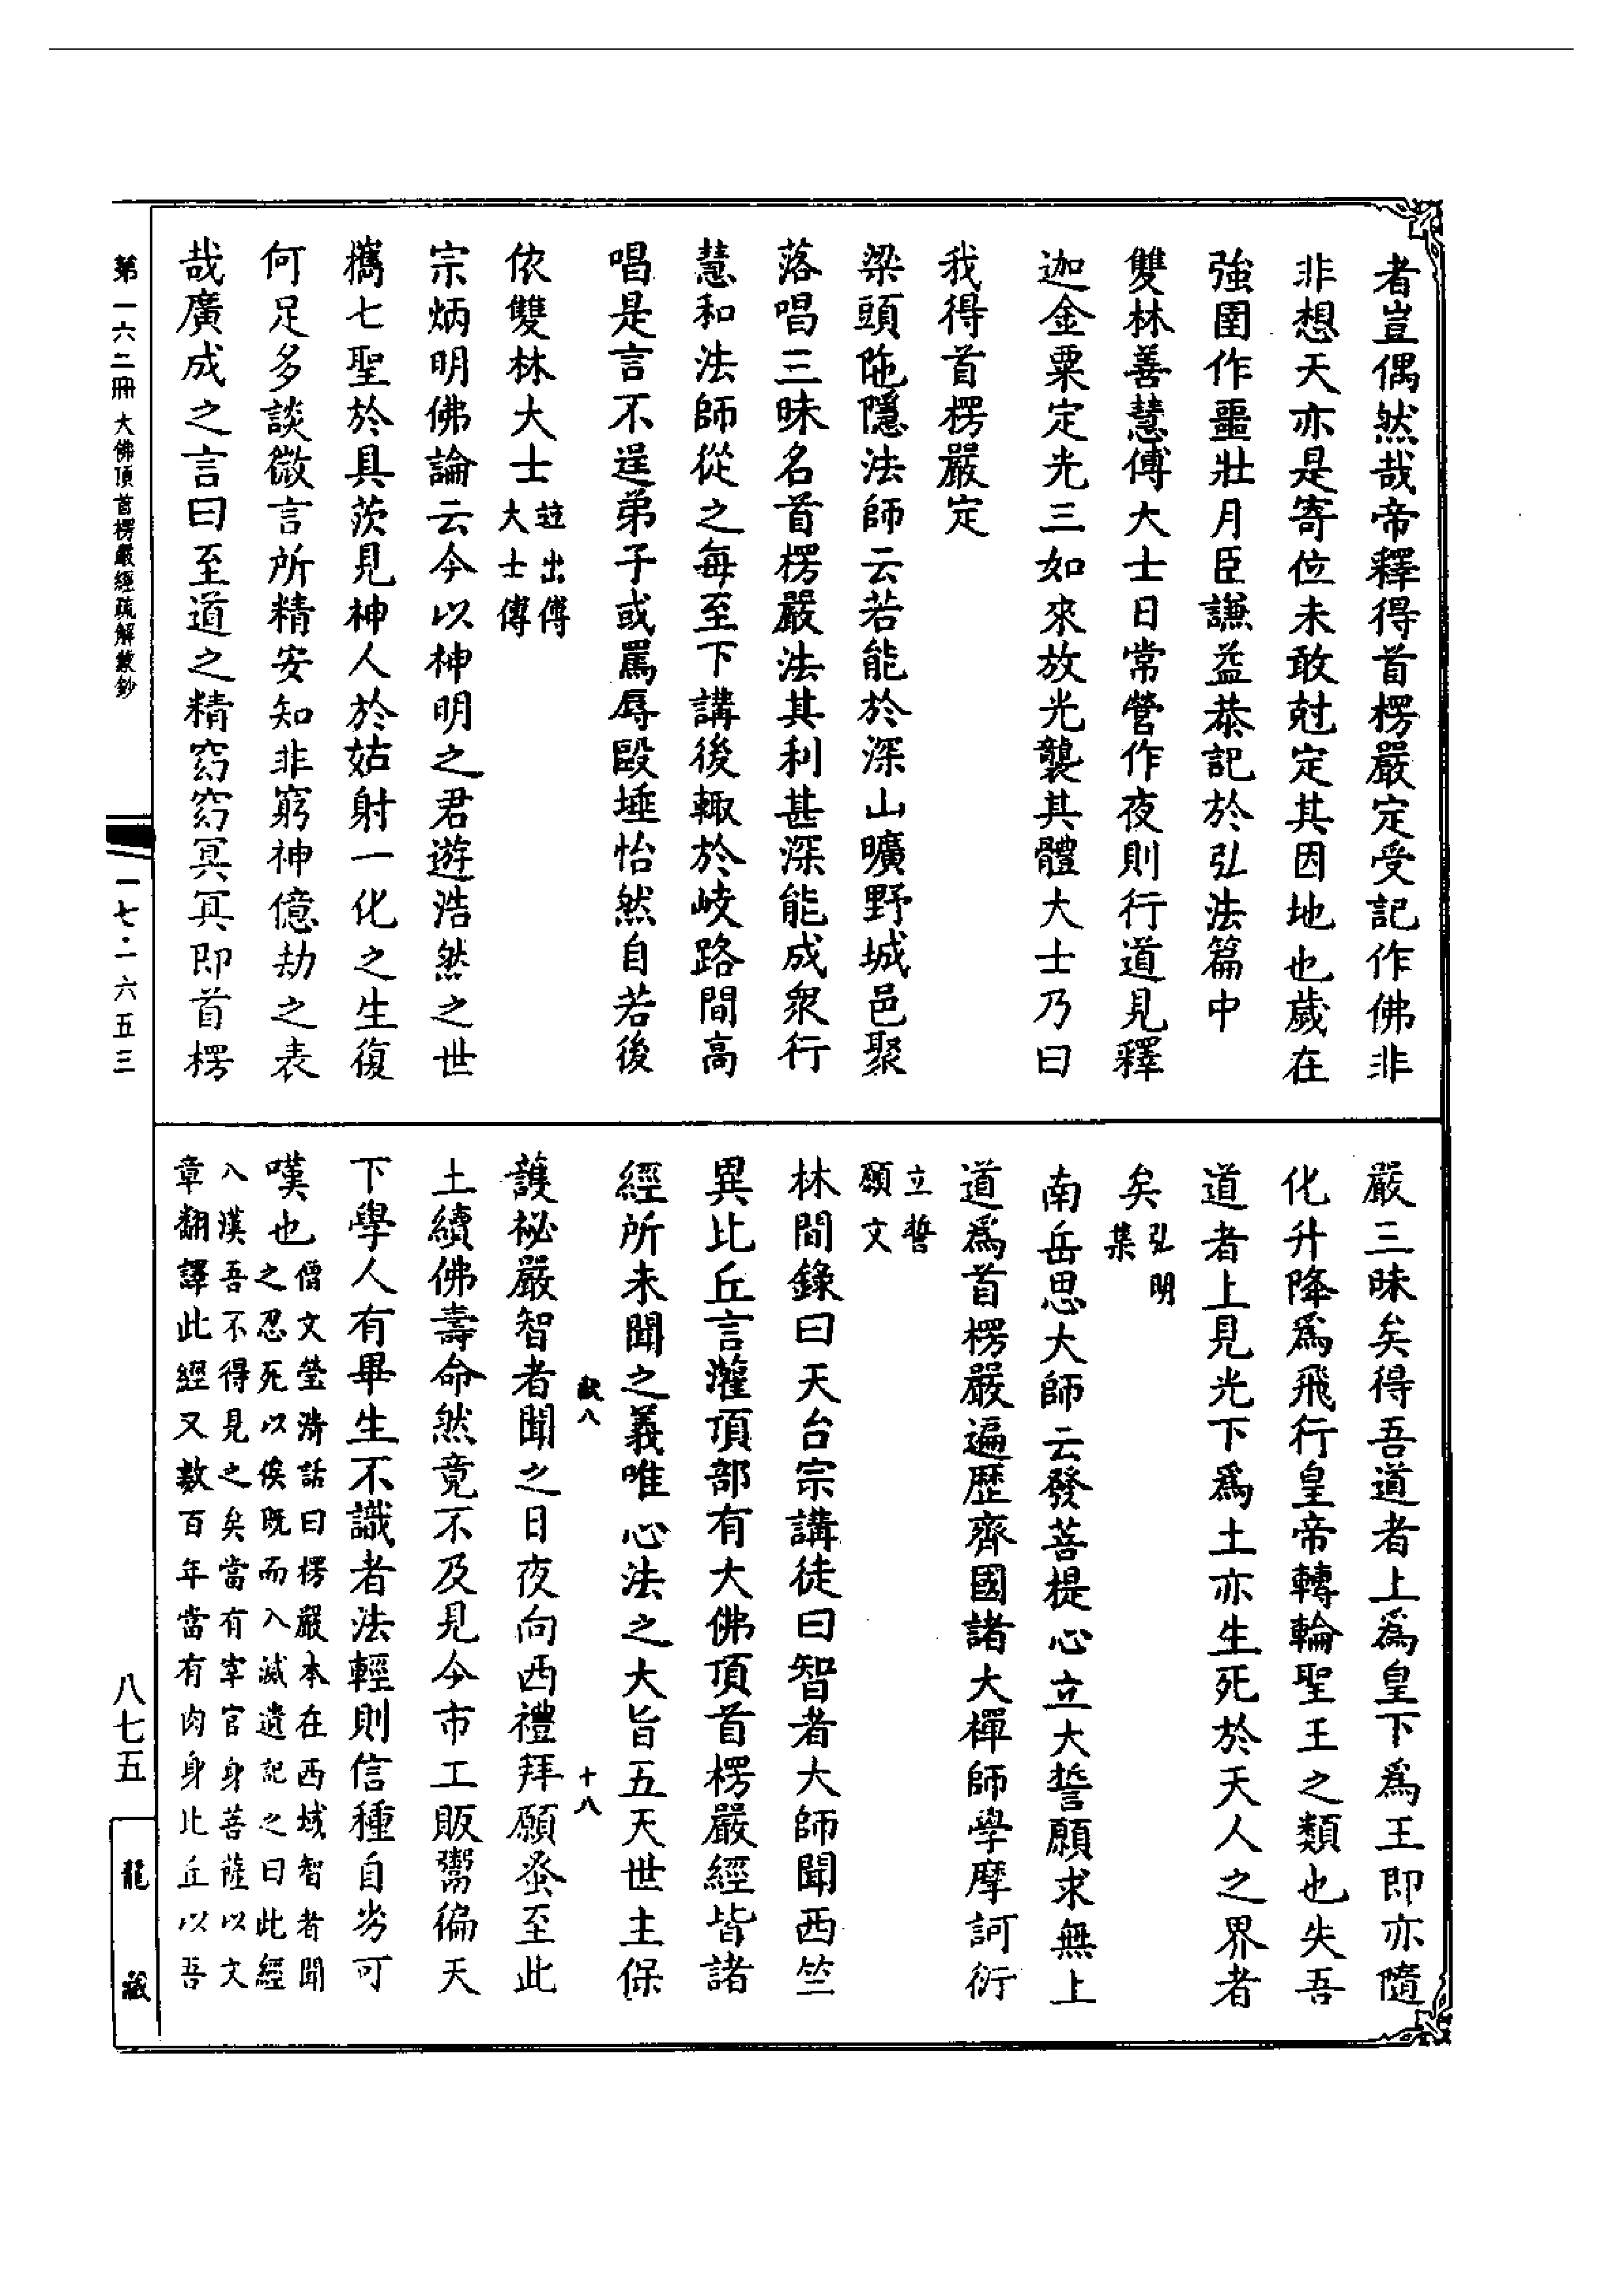 者豈偶然哉帝釋得首楞嚴定受記作佛非
非想天亦是寄位未敢尅定其因地也歲在
強圉作噩壯月臣謙益恭記於弘法篇中
雙林善慧傅大士日常營作夜則行道見釋
迦金粟定光三如來放光襲其體大士乃曰
我得首楞嚴定
梁頭陁隱法師云若能於深山曠野城邑聚
落唱三昧名首楞嚴法其利甚深能成衆行
慧和法師從之每至下講後輙於岐路間高
唱是言不逞弟子或罵辱毆埵怡然自若後
依雙林大士
竝出傅
大士傳
宗炳明佛論云今以神明之君遊浩然之世
攜七聖於具茨見神人於姑射一化之生復
何足多談微言所精安知非窮神億劫之表
哉廣成之言曰至道之精窈窈冥冥即首楞
嚴三昧矣得吾道者上爲皇下爲王即亦隨
化升降爲飛行皇帝轉輪聖王之類也失吾
道者上見光下爲土亦生死於天人之界者
矣
弘明
集
南岳思大師云發菩提心立大誓願求無上
道爲首楞嚴遍歷齊國諸大禪師學摩訶衍
立誓
願文
林間錄曰天台宗講徒曰智者大師聞西竺
異比丘言灌頂部有大佛頂首楞嚴經皆諸
經所未聞之義唯心法之大旨五天世主保
護祕嚴智者聞之日夜向西禮拜願蚤至此
土續佛壽命然竟不及見今市工販鬻徧天
下學人有畢生不識者法輕則信種自劣可
嘆也
僧文瑩湘話曰楞嚴本在西域智者聞
之忍死以俟旣而入滅遺記之曰此經
入漢吾不得見之矣當有宰官身菩薩以文
章翻譯此經又數百年當有肉身比丘以吾
十八
第一六二冊 大佛頂首楞嚴經疏解蒙鈔
一七二·六五三
八七五
龍藏